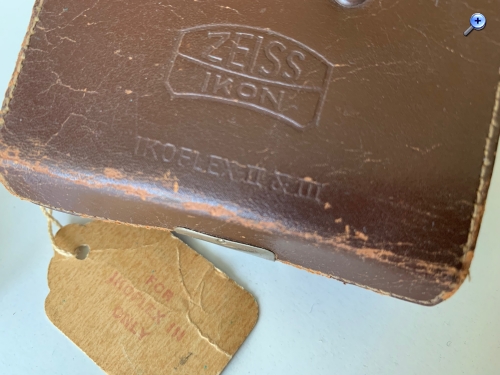 ZEISS
IKON
IKOFLEX II & III
FOR
IKOFLEX III
ONLY